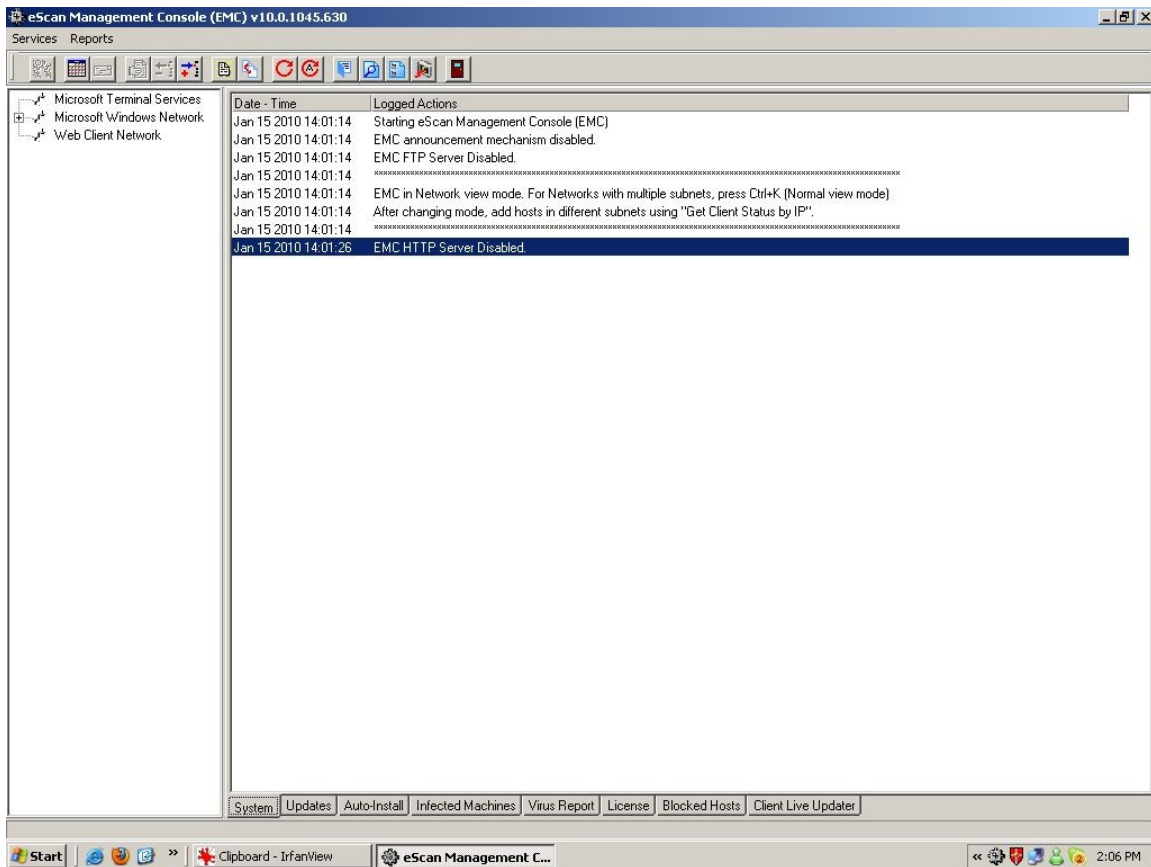 eScan Management Console (EMC) v10.0.1045.630
Services Reports
Microsoft Terminal Services
Microsoft Windows Network
Web Client Network
Date - Time Logged Actions
Jan 15 2010 14:01:14 Starting eScan Management Console (EMC)
Jan 15 2010 14:01:14 EMC announcement mechanism disabled.
Jan 15 2010 14:01:14 EMC FTP Server Disabled.
Jan 15 2010 14:01:14
Jan 15 2010 14:01:14 EMC in Network view mode. For Networks with multiple subnets, press Ctrl+K (Normal view mode)
Jan 15 2010 14:01:14 After changing mode, add hosts in different subnets using "Get Client Status by IP".
Jan 15 2010 14:01:14
Jan 15 2010 14:01:26 EMC HTTP Server Disabled.
System Updates Auto-Install Infected Machines Virus Report License Blocked Hosts Client Live Updater
Start » Clipboard - IrfanView eScan Management C... « 2:06 PM